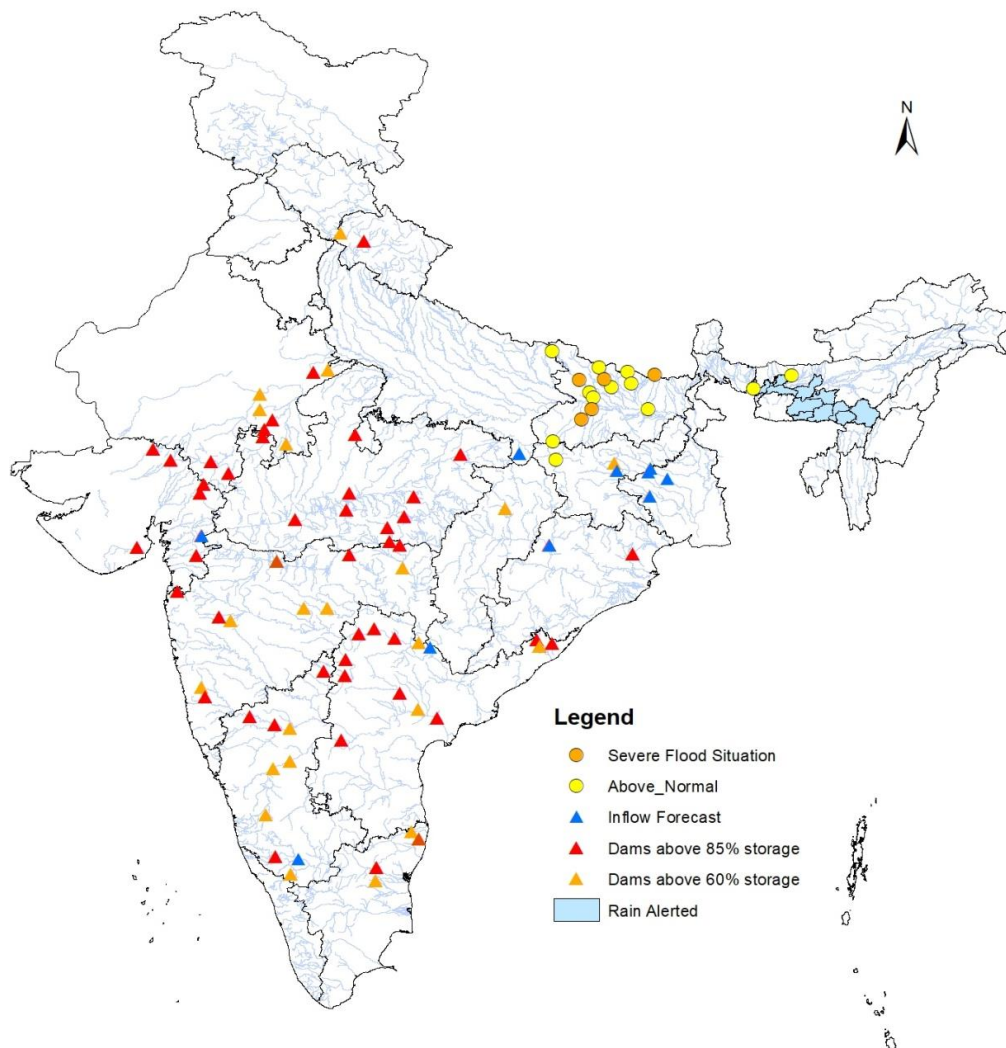 N
Legend
Severe Flood Situation
Above_Normal
Inflow Forecast
Dams above 85% storage
Dams above 60% storage
Rain Alerted